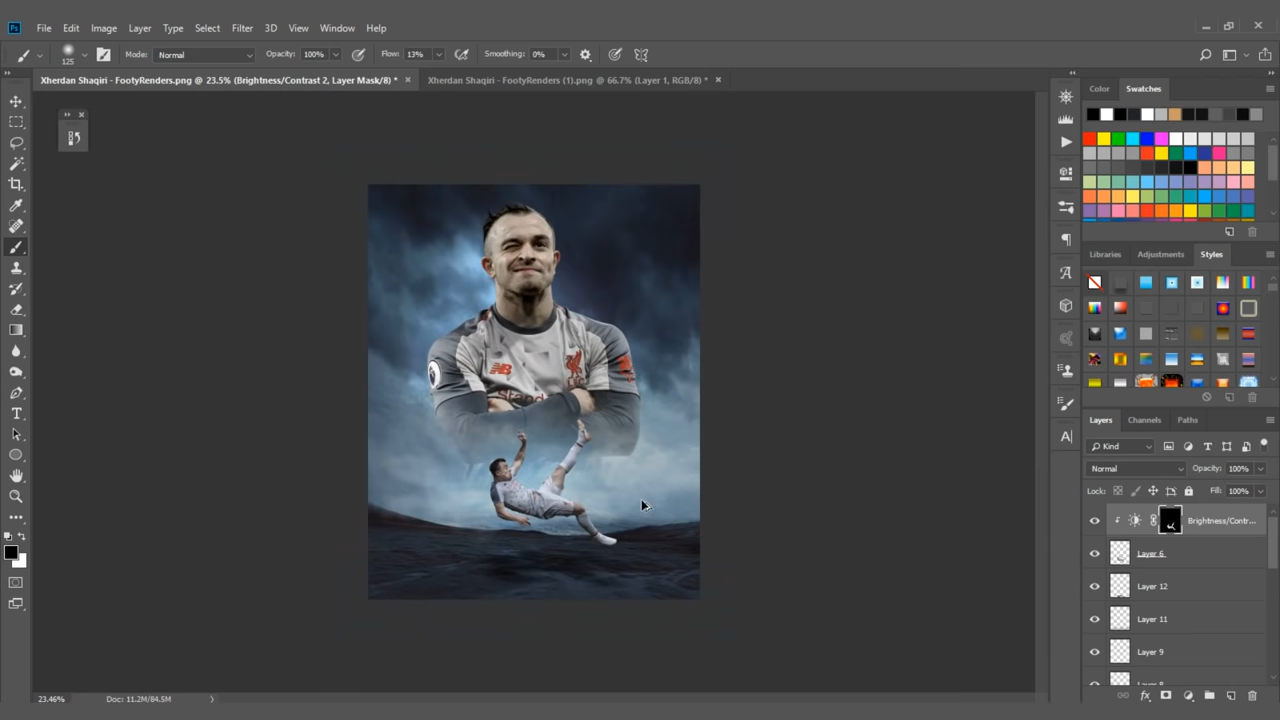 Ps File Edit Image Layer Type Select Filter 3D View Window Help
125 Mode: Normal Opacity: 100% Flow: 13% Smoothing: 0%
Xherdan Shaqiri - FootyRenders.png @ 23.5% (Brightness/Contrast 2, Layer Mask/8) * Xherdan Shaqiri - FootyRenders (1).png @ 66.7% (Layer 1, RGB/8) *
Color Swatches
Libraries Adjustments Styles
Layers Channels Paths
Kind
Normal Opacity: 100%
Lock: Fill: 100%
Brightness/Contr...
Layer 6
Layer 12
Layer 11
Layer 9
23.46% Doc: 11.2M/84.5M